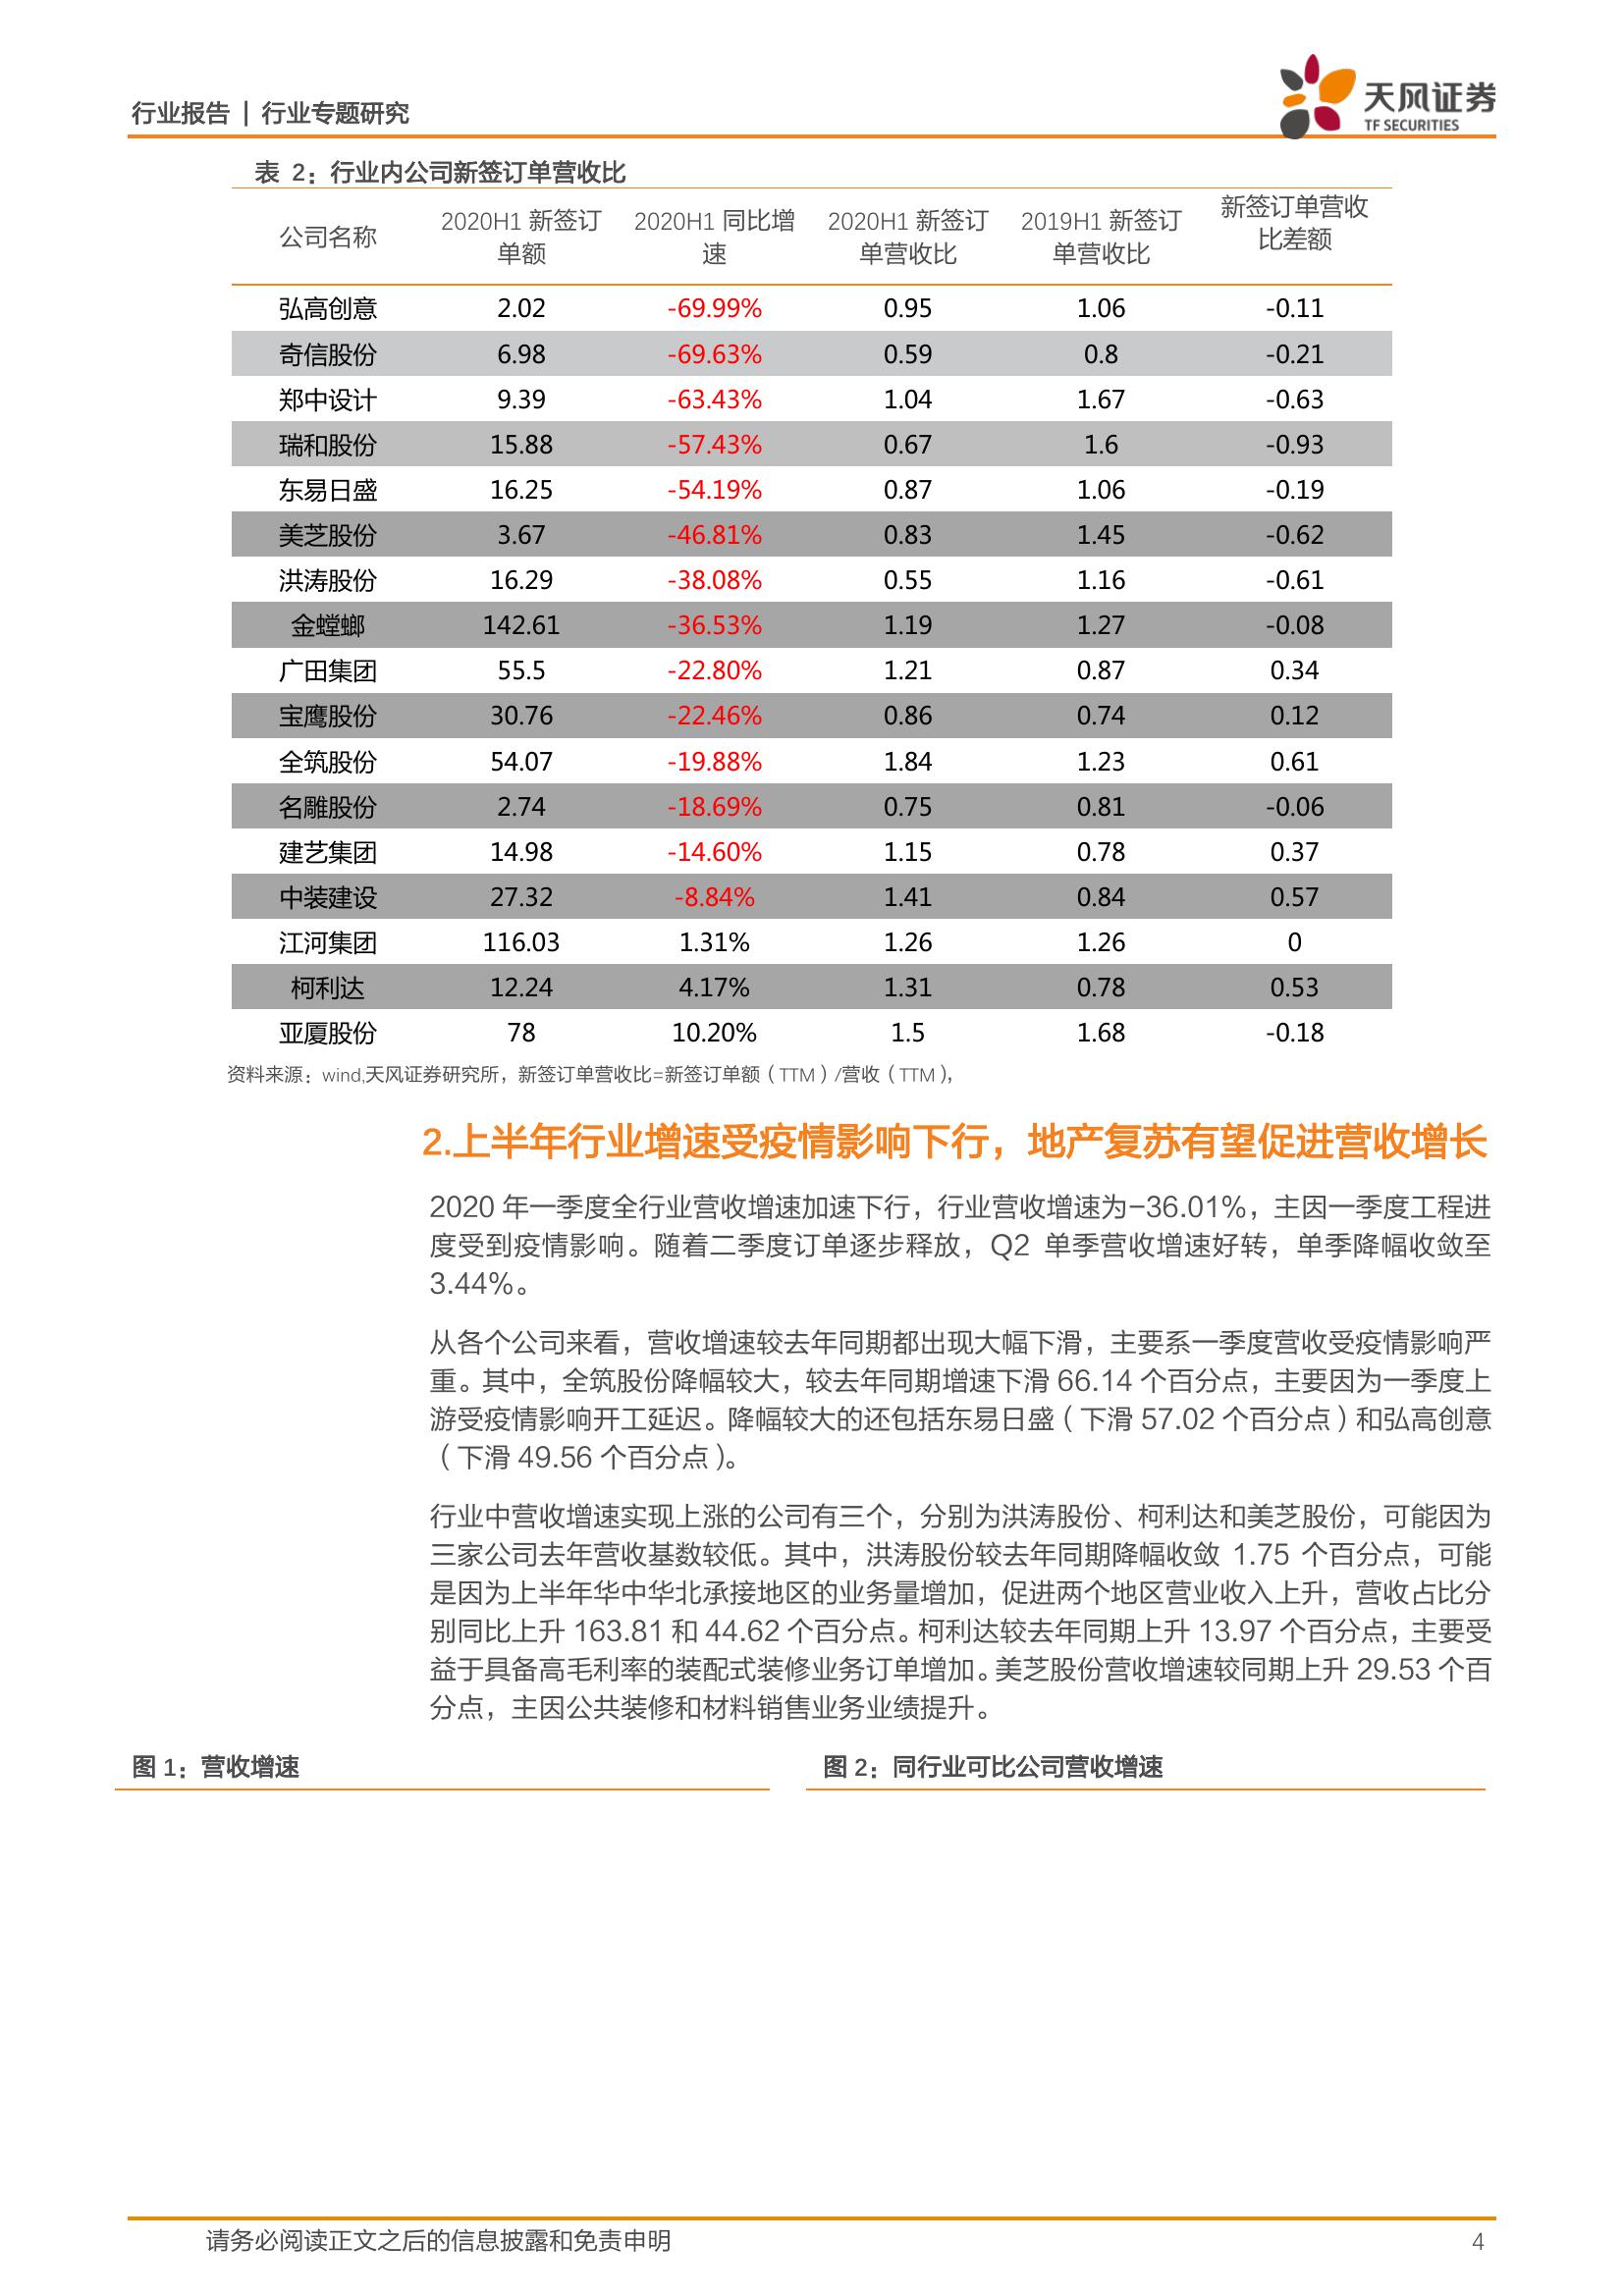 行业报告 | 行业专题研究
天风证券
TF SECURITIES
表 2：行业内公司新签订单营收比
公司名称 2020H1 新签订单额 2020H1 同比增速 2020H1 新签订单营收比 2019H1 新签订单营收比 新签订单营收比差额
弘高创意 2.02 -69.99% 0.95 1.06 -0.11
奇信股份 6.98 -69.63% 0.59 0.8 -0.21
郑中设计 9.39 -63.43% 1.04 1.67 -0.63
瑞和股份 15.88 -57.43% 0.67 1.6 -0.93
东易日盛 16.25 -54.19% 0.87 1.06 -0.19
美芝股份 3.67 -46.81% 0.83 1.45 -0.62
洪涛股份 16.29 -38.08% 0.55 1.16 -0.61
金螳螂 142.61 -36.53% 1.19 1.27 -0.08
广田集团 55.5 -22.80% 1.21 0.87 0.34
宝鹰股份 30.76 -22.46% 0.86 0.74 0.12
全筑股份 54.07 -19.88% 1.84 1.23 0.61
名雕股份 2.74 -18.69% 0.75 0.81 -0.06
建艺集团 14.98 -14.60% 1.15 0.78 0.37
中装建设 27.32 -8.84% 1.41 0.84 0.57
江河集团 116.03 1.31% 1.26 1.26 0
柯利达 12.24 4.17% 1.31 0.78 0.53
亚厦股份 78 10.20% 1.5 1.68 -0.18
资料来源：wind,天风证券研究所，新签订单营收比=新签订单额（TTM）/营收（TTM），
2.上半年行业增速受疫情影响下行，地产复苏有望促进营收增长
2020 年一季度全行业营收增速加速下行，行业营收增速为-36.01%，主因一季度工程进
度受到疫情影响。随着二季度订单逐步释放，Q2 单季营收增速好转，单季降幅收敛至
3.44%。
从各个公司来看，营收增速较去年同期都出现大幅下滑，主要系一季度营收受疫情影响严
重。其中，全筑股份降幅较大，较去年同期增速下滑 66.14 个百分点，主要因为一季度上
游受疫情影响开工延迟。降幅较大的还包括东易日盛（下滑 57.02 个百分点）和弘高创意
（下滑 49.56 个百分点）。
行业中营收增速实现上涨的公司有三个，分别为洪涛股份、柯利达和美芝股份，可能因为
三家公司去年营收基数较低。其中，洪涛股份较去年同期降幅收敛 1.75 个百分点，可能
是因为上半年华中华北承接地区的业务量增加，促进两个地区营业收入上升，营收占比分
别同比上升 163.81 和 44.62 个百分点。柯利达较去年同期上升 13.97 个百分点，主要受
益于具备高毛利率的装配式装修业务订单增加。美芝股份营收增速较同期上升 29.53 个百
分点，主因公共装修和材料销售业务业绩提升。
图 1：营收增速
图 2：同行业可比公司营收增速
请务必阅读正文之后的信息披露和免责申明
4